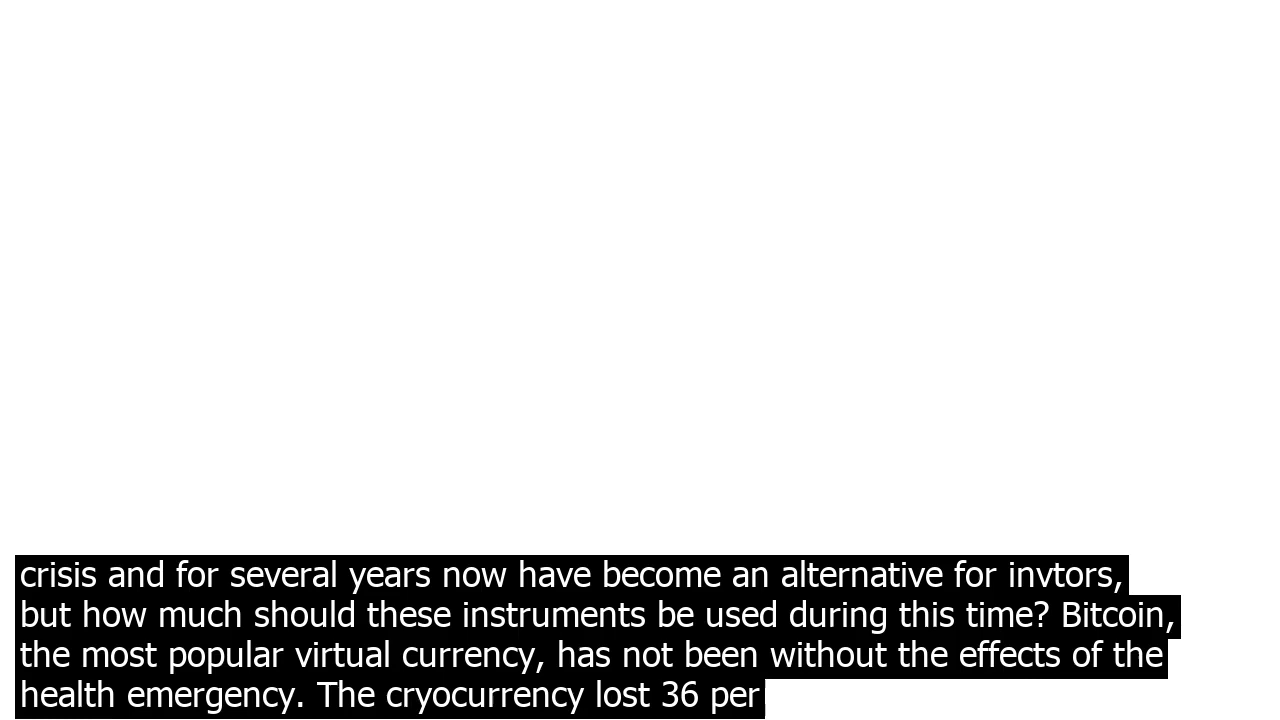 crisis and for several years now have become an alternative for invtors,
but how much should these instruments be used during this time? Bitcoin,
the most popular virtual currency, has not been without the effects of the
health emergency. The cryocurrency lost 36 per